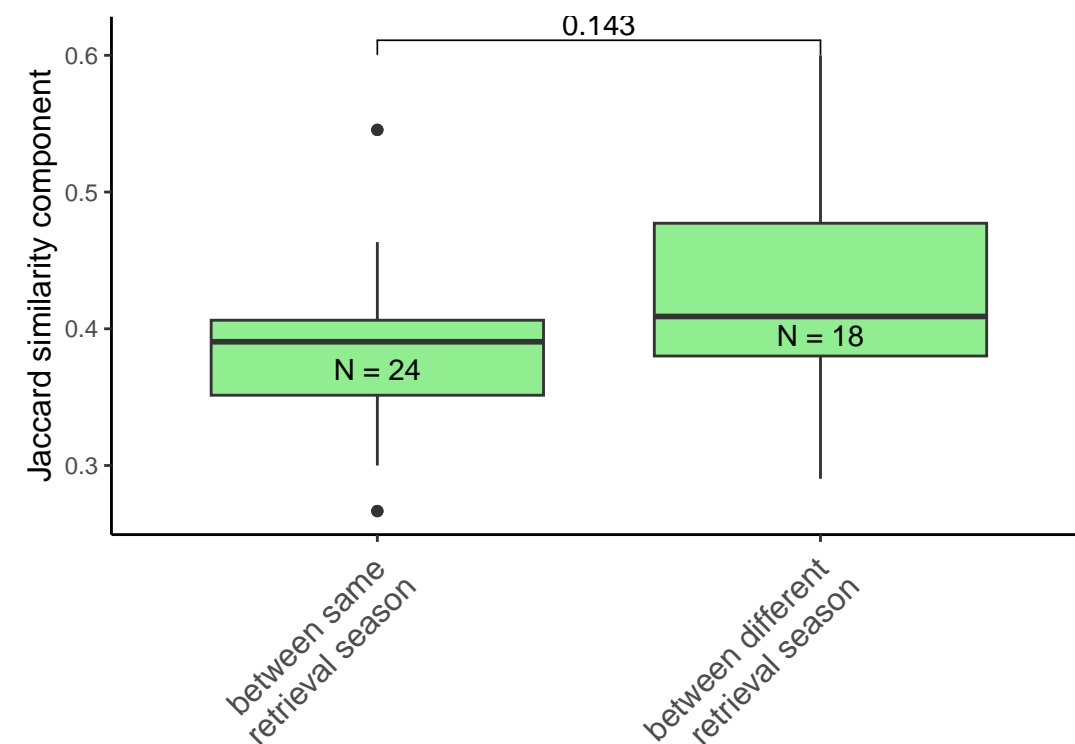 0.143
Jaccard similarity component
0.6
0.5
0.4
0.3
N = 24
N = 18
between same
retrieval season
between different
retrieval season